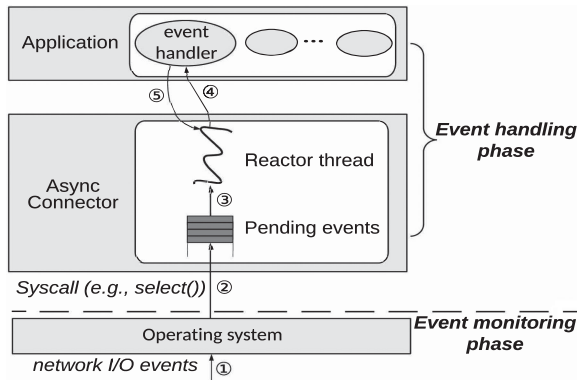 Application
event
handler
...
⑤
④
Event handling
phase
Async
Connector
Reactor thread
③
Pending events
Syscall (e.g., select())
②
Event monitoring
phase
Operating system
network I/O events
①